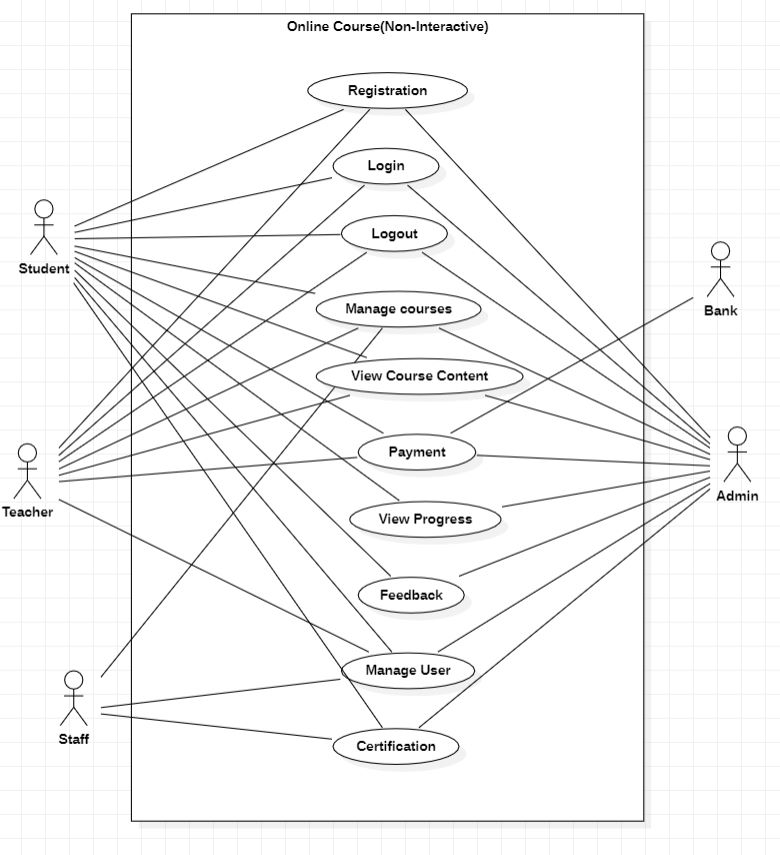 Online Course(Non-Interactive)
Registration
Login
Logout
Student
Manage courses
Bank
View Course Content
Payment
Admin
Teacher
View Progress
Feedback
Manage User
Staff
Certification